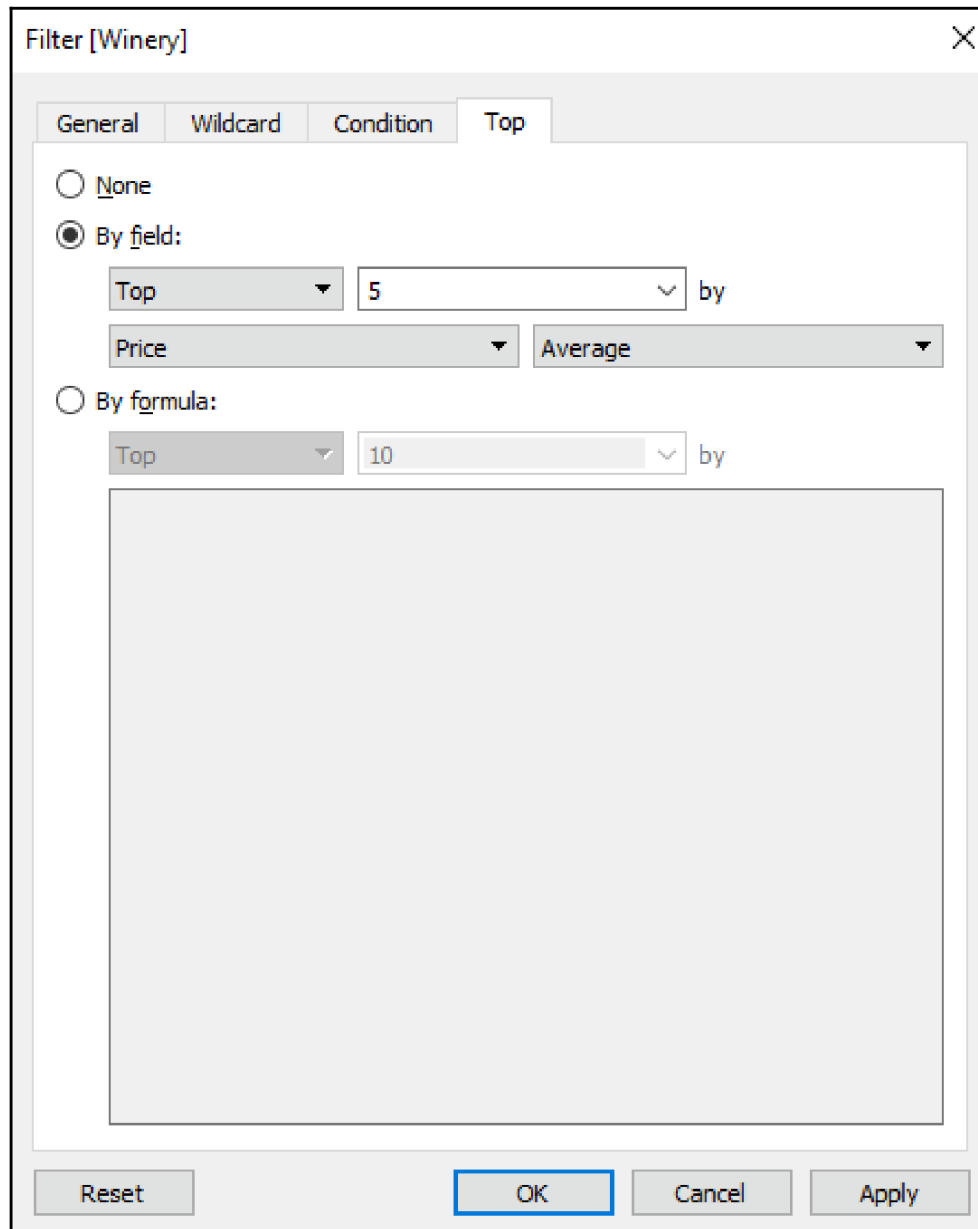 Filter [Winery]
General Wildcard Condition Top
None
By field:
Top 5 by
Price Average
By formula:
Top 10 by
Reset OK Cancel Apply